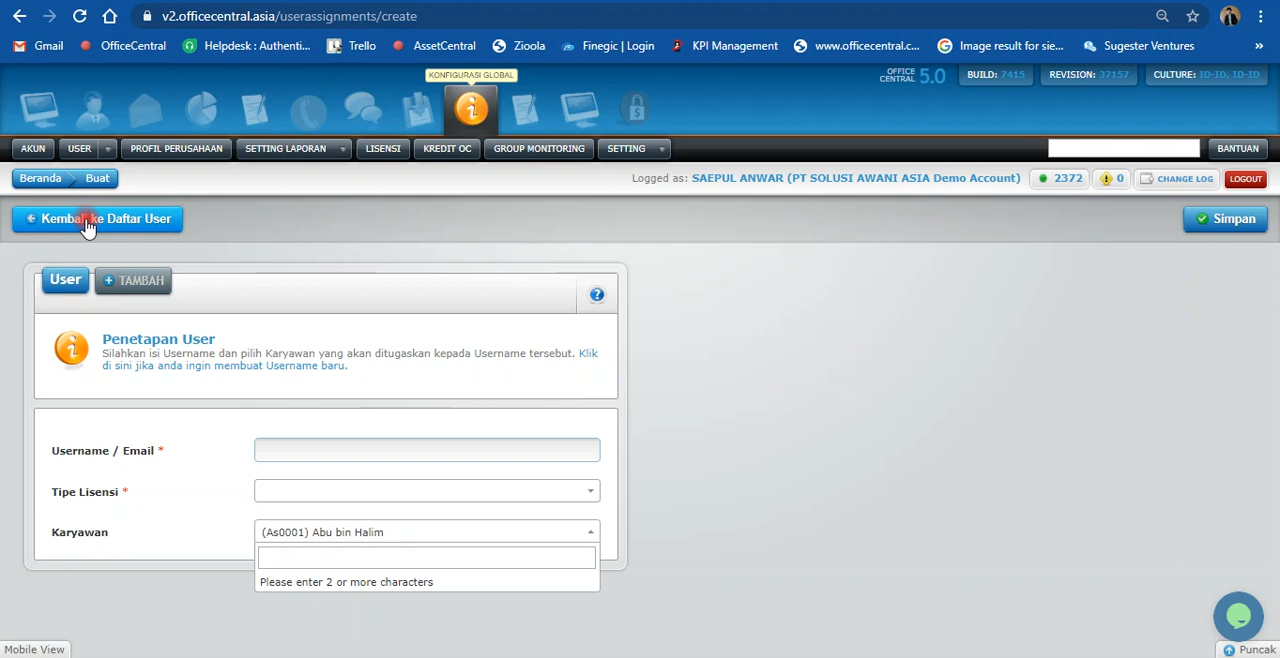 v2.officecentral.asia/userassignments/create
Gmail OfficeCentral Helpdesk : Authenti... Trello AssetCentral Zioola Finegic | Login KPI Management www.officecentral.c... Image result for sie... Sugester Ventures »
KONFIGURASI GLOBAL
OFFICE CENTRAL 5.0 BUILD: 7415 REVISION: 37157 CULTURE: ID-ID, ID-ID
AKUN USER PROFIL PERUSAHAAN SETTING LAPORAN LISENSI KREDIT OC GROUP MONITORING SETTING BANTUAN
Beranda Buat Logged as: SAEPUL ANWAR (PT SOLUSI AWANI ASIA Demo Account) 2372 0 CHANGE LOG LOGOUT
Kembali ke Daftar User Simpan
User TAMBAH
Penetapan User
Silahkan isi Username dan pilih Karyawan yang akan ditugaskan kepada Username tersebut. Klik
di sini jika anda ingin membuat Username baru.
Username / Email *
Tipe Lisensi *
Karyawan (As0001) Abu bin Halim
Please enter 2 or more characters
Mobile View Puncak